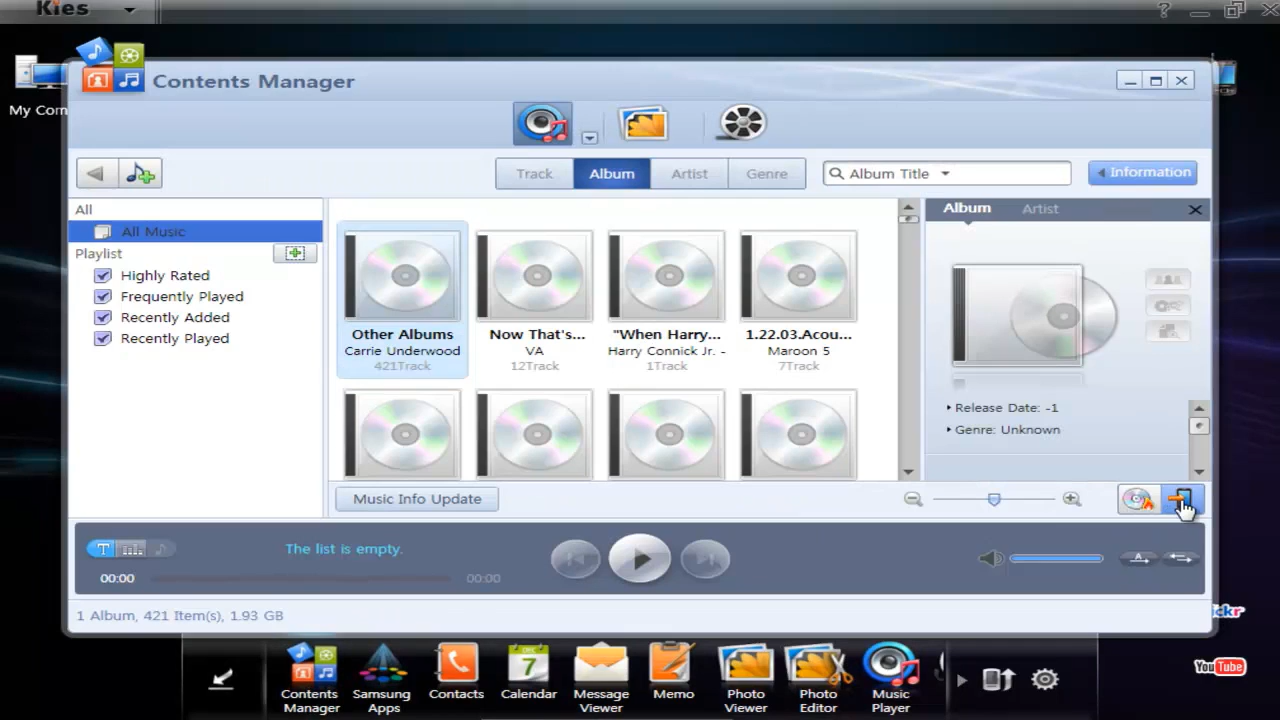 Kies
?
My Com
Contents Manager
Track
Album
Artist
Genre
Album Title
Information
All
All Music
Playlist
Highly Rated
Frequently Played
Recently Added
Recently Played
Other Albums
Carrie Underwood
421Track
Now That's...
VA
12Track
"When Harry...
Harry Connick Jr. -
1Track
1.22.03.Acou...
Maroon 5
7Track
Album
Artist
Release Date: -1
Genre: Unknown
Music Info Update
T
The list is empty.
00:00
00:00
A
1 Album, 421 Item(s), 1.93 GB
ickr
YouTube
DEC
7
Contents
Manager
Samsung
Apps
Contacts
Calendar
Message
Viewer
Memo
Photo
Viewer
Photo
Editor
Music
Player